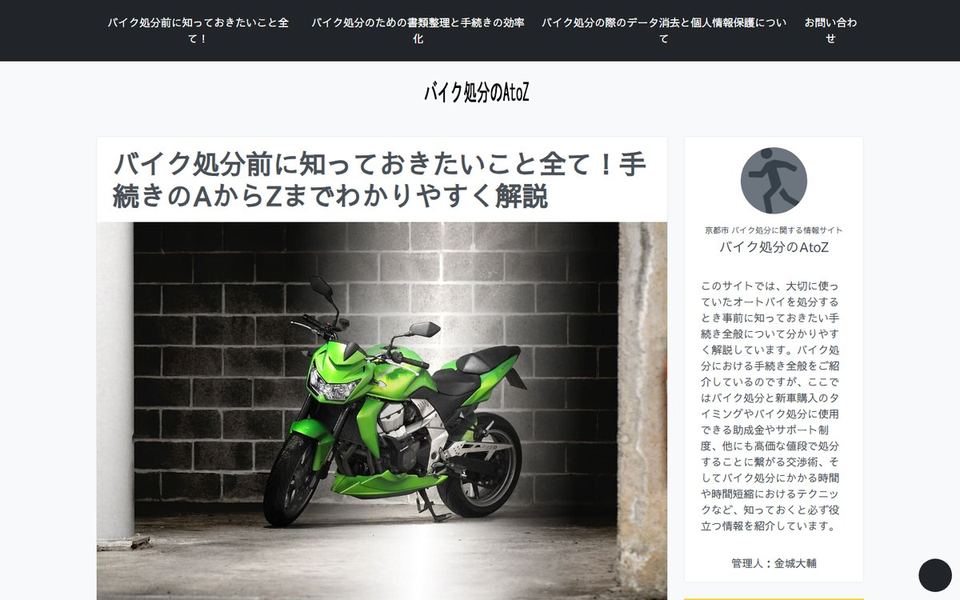 バイク処分前に知っておきたいこと全
て！
バイク処分のための書類整理と手続きの効率
化
バイク処分の際のデータ消去と個人情報保護につい
て
お問い合わ
せ
バイク処分のAtoZ
バイク処分前に知っておきたいこと全て！手
続きのAからZまでわかりやすく解説
京都市 バイク処分に関する情報サイト
バイク処分のAtoZ
このサイトでは、大切に使っ
ていたオートバイを処分する
とき事前に知っておきたい手
続き全般について分かりやす
く解説しています。バイク処
分における手続き全般をご紹
介しているのですが、ここで
はバイク処分と新車購入のタ
イミングやバイク処分に使用
できる助成金やサポート制
度、他にも高価な値段で処分
することに繋がる交渉術、そ
してバイク処分にかかる時間
や時間短縮におけるテクニッ
クなど、知っておくと必ず役
立つ情報を紹介しています。
管理人：金城大輔